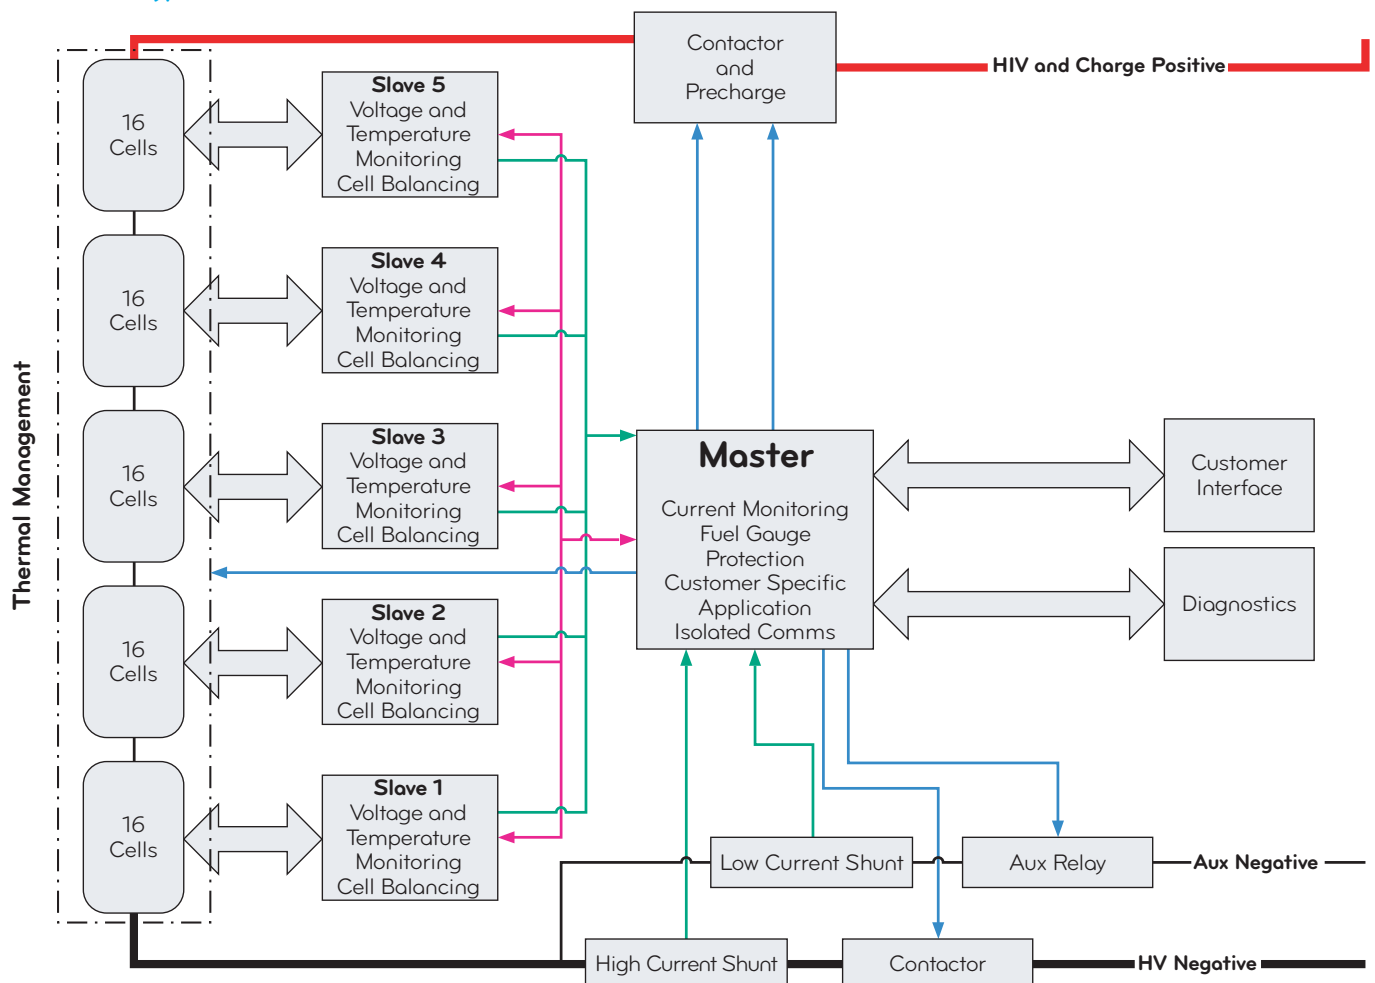 Contactor
and
Precharge
HIV and Charge Positive
16
Cells
Slave 5
Voltage and
Temperature
Monitoring
Cell Balancing
16
Cells
Slave 4
Voltage and
Temperature
Monitoring
Cell Balancing
Thermal Management
16
Cells
Slave 3
Voltage and
Temperature
Monitoring
Cell Balancing
Master
Current Monitoring
Fuel Gauge
Protection
Customer Specific
Application
Isolated Comms
Customer
Interface
Diagnostics
16
Cells
Slave 2
Voltage and
Temperature
Monitoring
Cell Balancing
16
Cells
Slave 1
Voltage and
Temperature
Monitoring
Cell Balancing
Low Current Shunt
Aux Relay
Aux Negative
High Current Shunt
Contactor
HV Negative